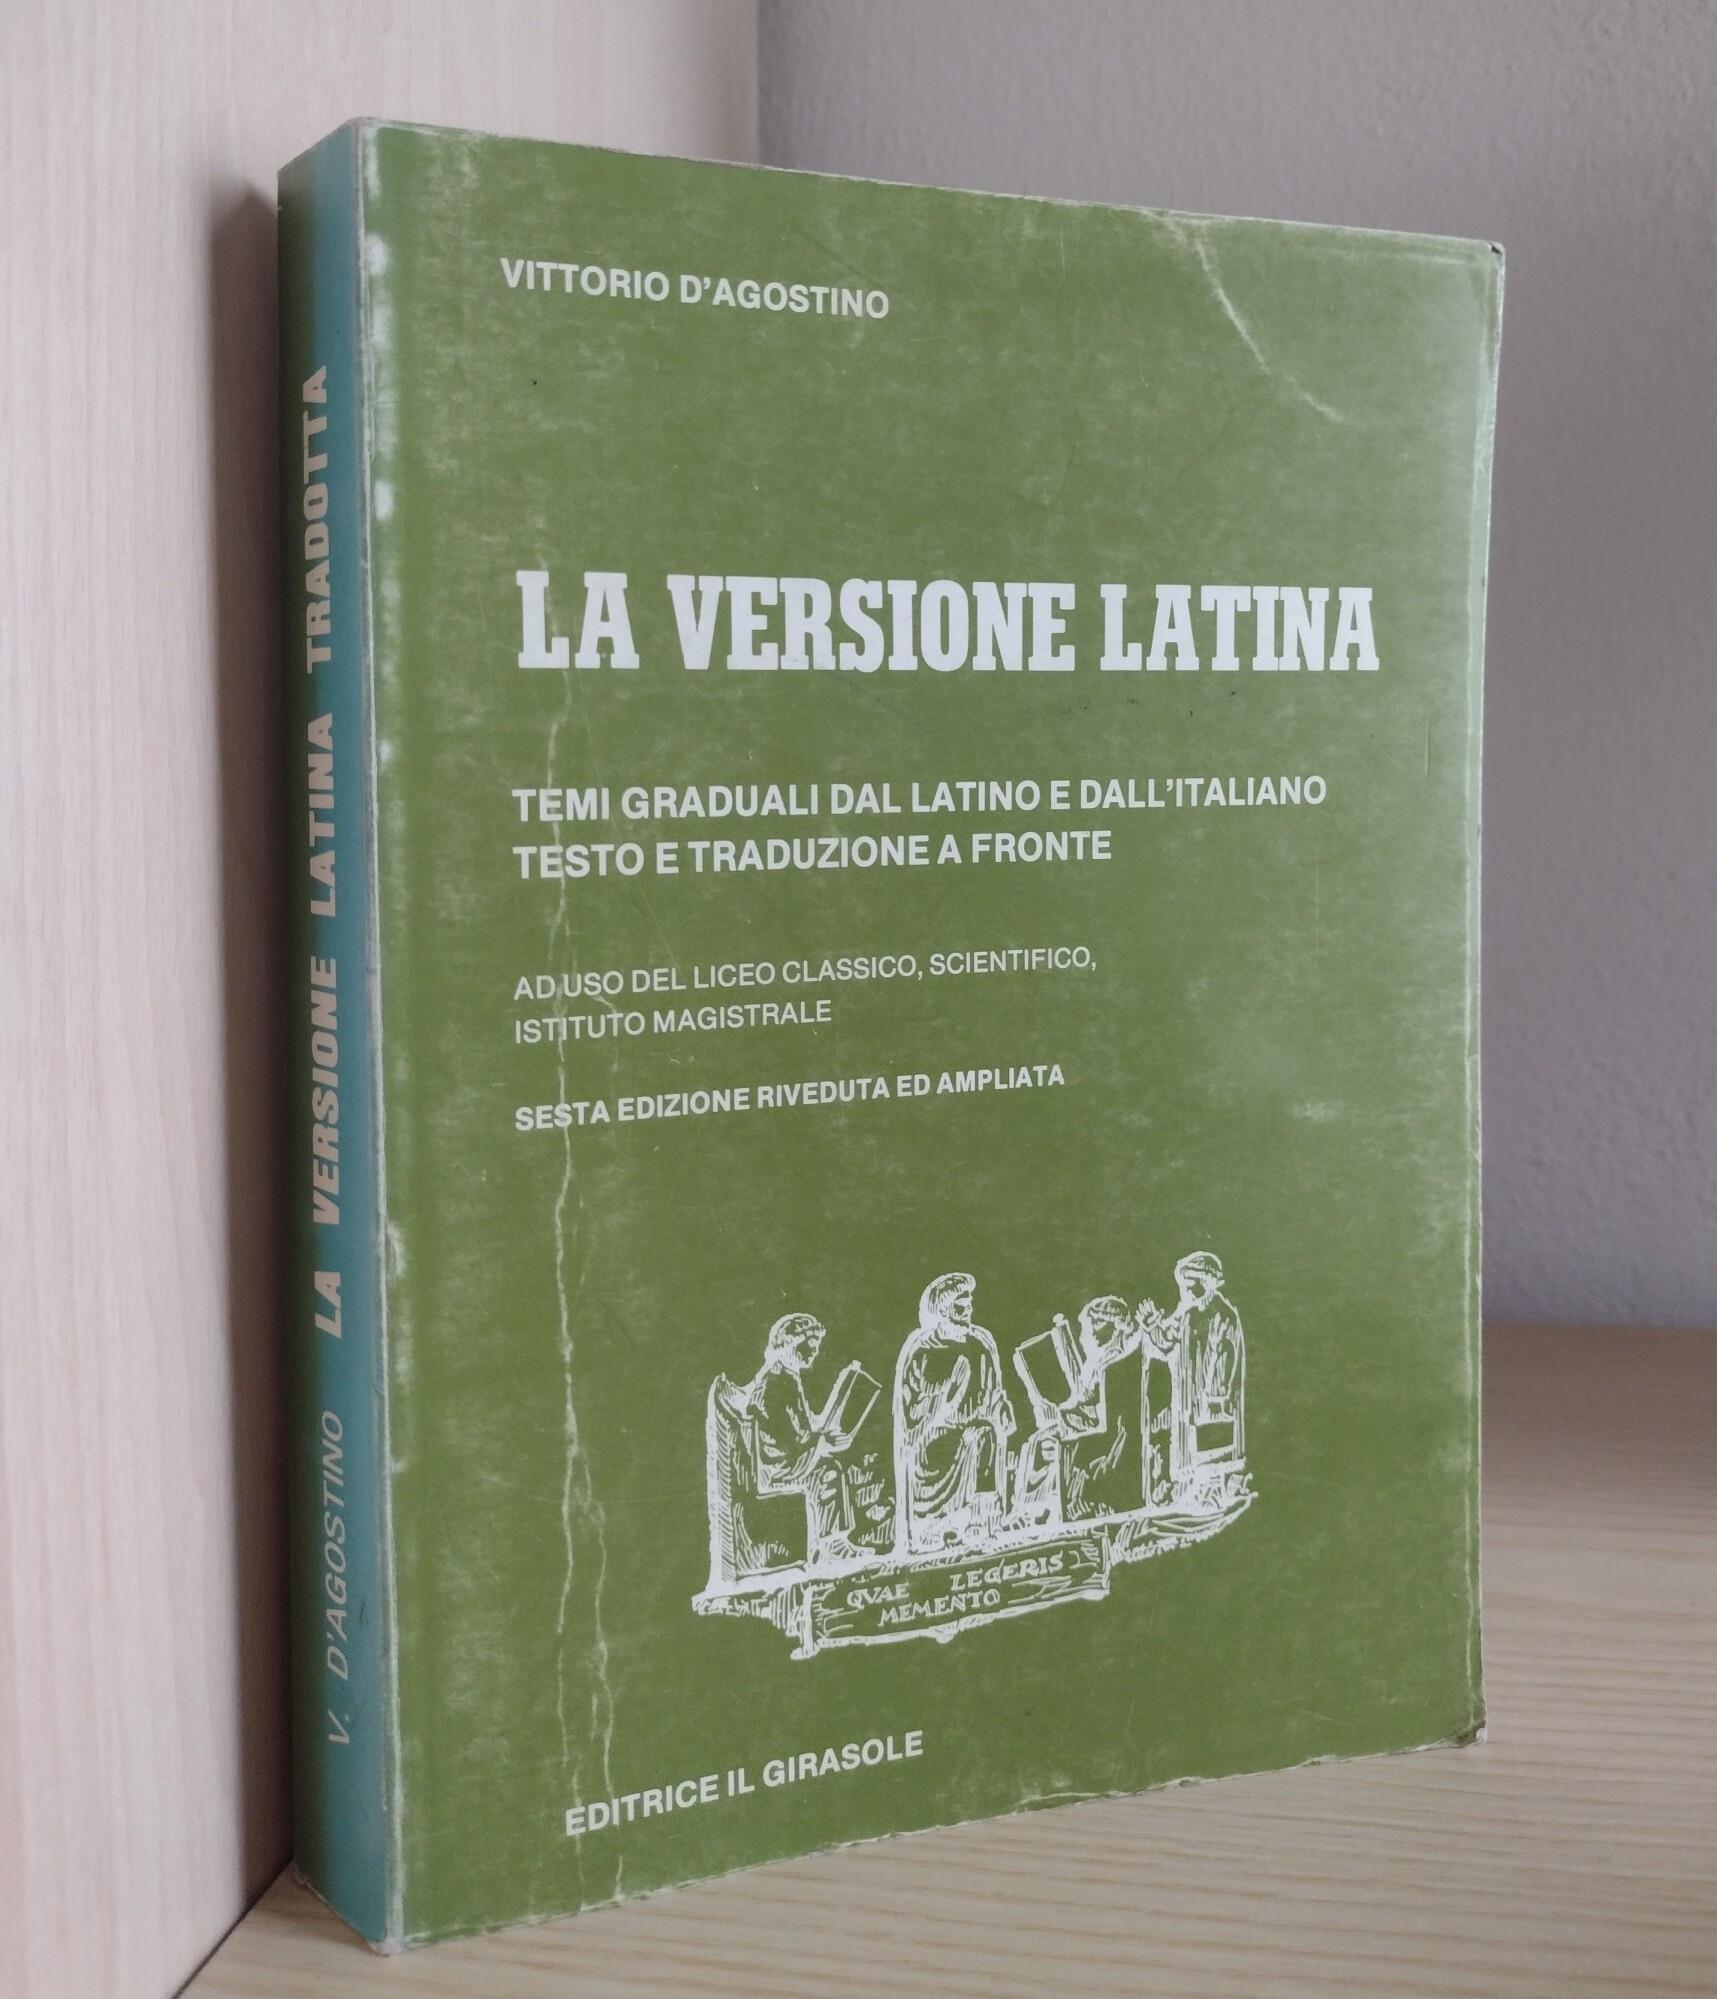 VITTORIO D'AGOSTINO
LA VERSIONE LATINA
TEMI GRADUALI DAL LATINO E DALL'ITALIANO
TESTO E TRADUZIONE A FRONTE
AD USO DEL LICEO CLASSICO, SCIENTIFICO,
ISTITUTO MAGISTRALE
SESTA EDIZIONE RIVEDUTA ED AMPLIATA
QVAE LEGERIS
MEMENTO
EDITRICE IL GIRASOLE
V. D'AGOSTINO LA VERSIONE LATINA TRADOTTA